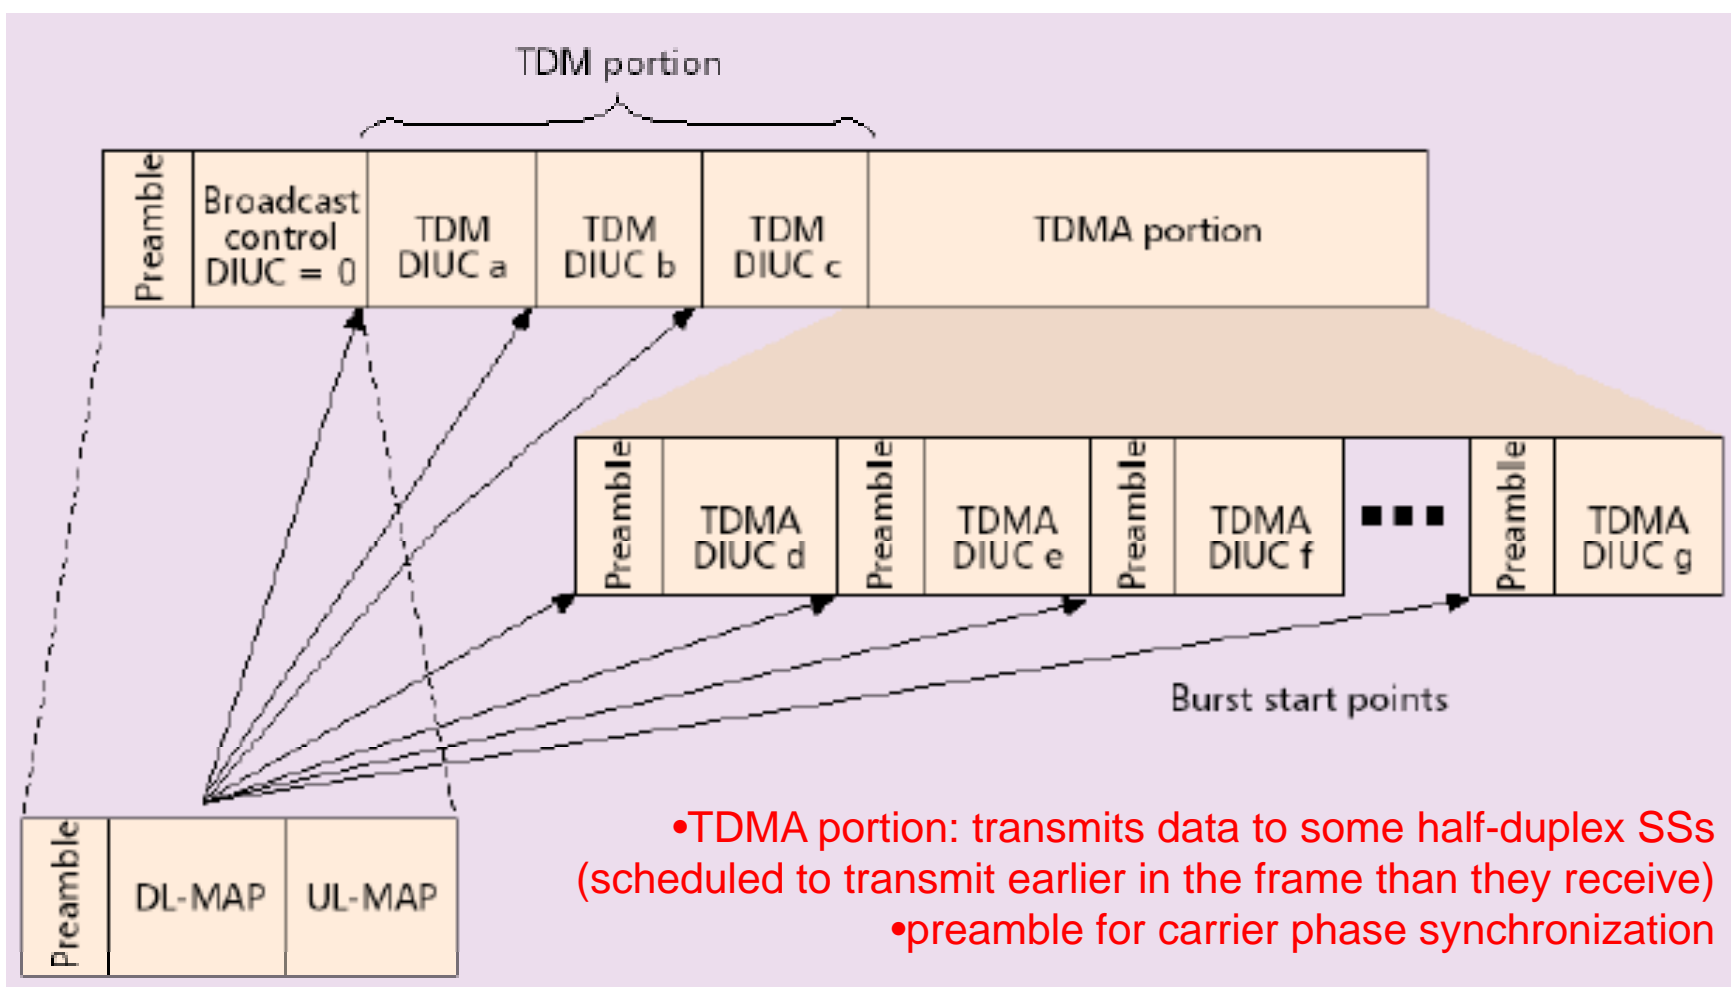 TDM portion
Preamble
Broadcast
control
DIUC = 0
TDM
DIUC a
TDM
DIUC b
TDM
DIUC c
TDMA portion
Preamble
TDMA
DIUC d
Preamble
TDMA
DIUC e
Preamble
TDMA
DIUC f
Preamble
TDMA
DIUC g
Burst start points
Preamble
DL-MAP
UL-MAP
•TDMA portion: transmits data to some half-duplex SSs
(scheduled to transmit earlier in the frame than they receive)
•preamble for carrier phase synchronization